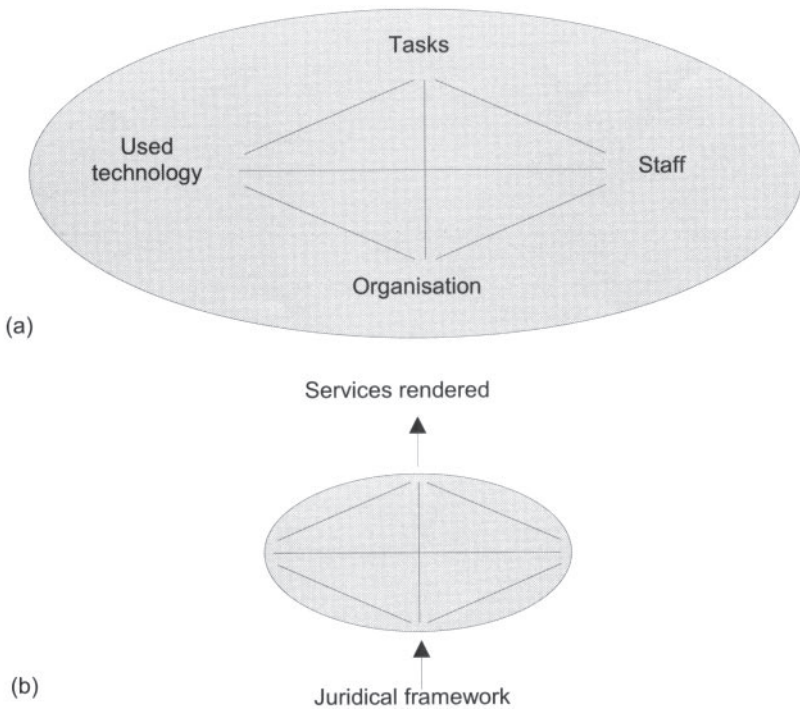 Tasks
Used
technology
Staff
Organisation
(a)
Services rendered
(b)
Juridical framework